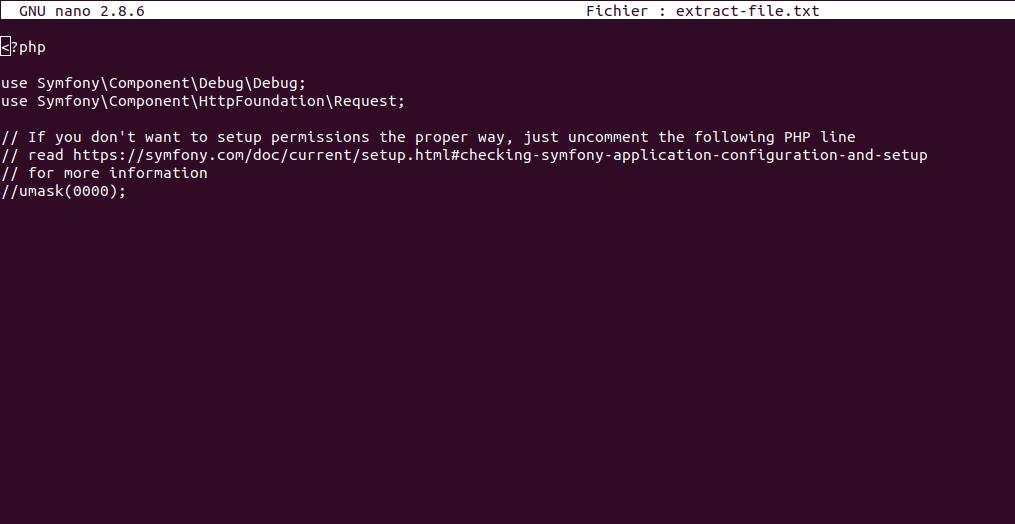 GNU nano 2.8.6 Fichier : extract-file.txt
<?php
use Symfony\Component\Debug\Debug;
use Symfony\Component\HttpFoundation\Request;
// If you don't want to setup permissions the proper way, just uncomment the following PHP line
// read https://symfony.com/doc/current/setup.html#checking-symfony-application-configuration-and-setup
// for more information
//umask(0000);